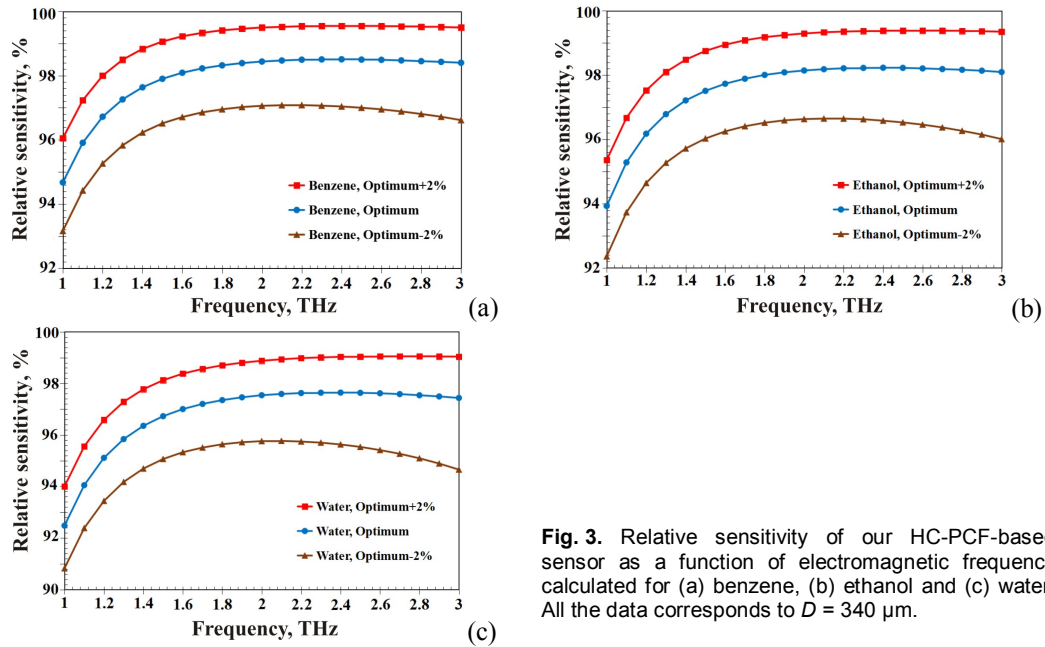 Relative sensitivity, %
100
98
96
94
92
Benzene, Optimum+2%
Benzene, Optimum
Benzene, Optimum-2%
1 1.2 1.4 1.6 1.8 2 2.2 2.4 2.6 2.8 3
Frequency, THz
(a)
Relative sensitivity, %
100
98
96
94
92
Ethanol, Optimum+2%
Ethanol, Optimum
Ethanol, Optimum-2%
1 1.2 1.4 1.6 1.8 2 2.2 2.4 2.6 2.8 3
Frequency, THz
(b)
Relative sensitivity, %
100
98
96
94
92
90
Water, Optimum+2%
Water, Optimum
Water, Optimum-2%
1 1.2 1.4 1.6 1.8 2 2.2 2.4 2.6 2.8 3
Frequency, THz
(c)
Fig. 3. Relative sensitivity of our HC-PCF-base
sensor as a function of electromagnetic frequenc
calculated for (a) benzene, (b) ethanol and (c) water
All the data corresponds to D = 340 µm.